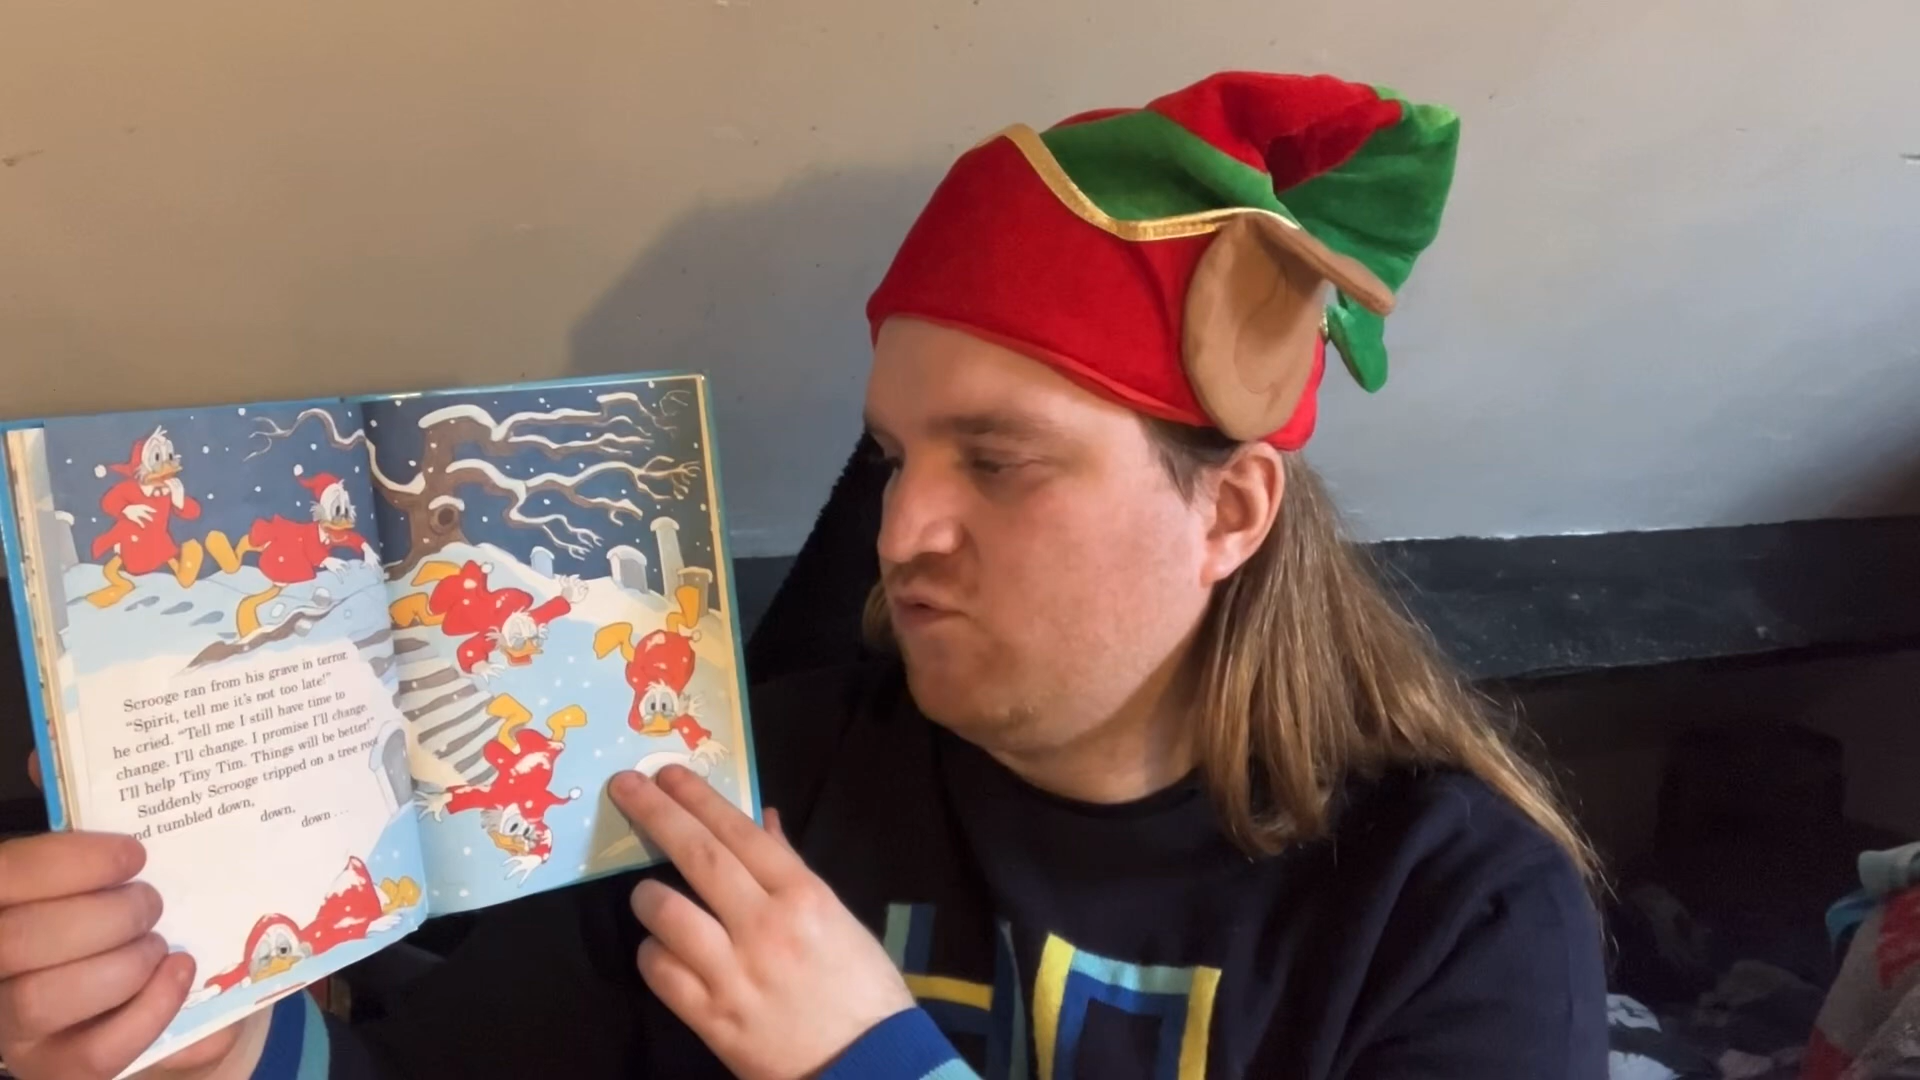 Scrooge ran from his grave in terror.
"Spirit, tell me it's not too late!"
he cried. "Tell me I still have time to
change. I'll change. I promise I'll change.
I'll help Tiny Tim. Things will be better!"
Suddenly Scrooge tripped on a tree root
and tumbled down,
down,
down ...